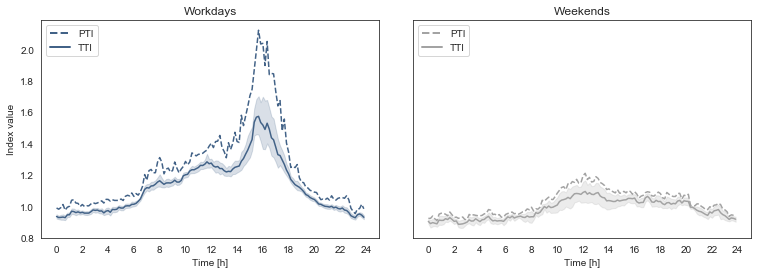 Workdays
PTI
TTI
Index value
2.0
1.8
1.6
1.4
1.2
1.0
0.8
0 2 4 6 8 10 12 14 16 18 20 22 24
Time [h]
Weekends
PTI
TTI
0 2 4 6 8 10 12 14 16 18 20 22 24
Time [h]